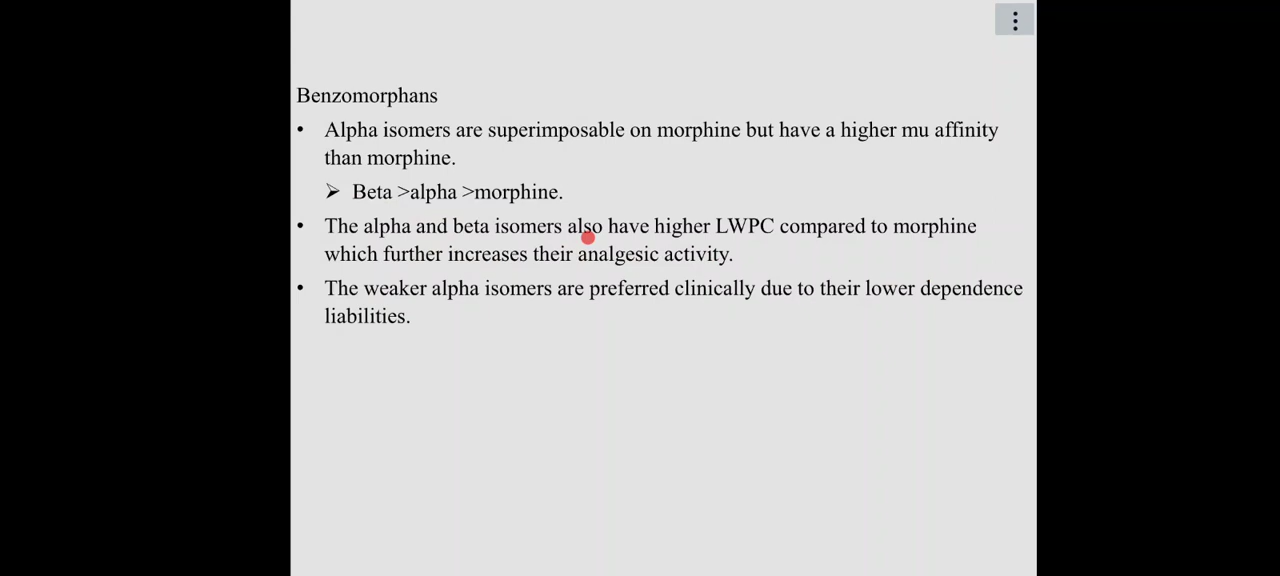 Benzomorphans
• Alpha isomers are superimposable on morphine but have a higher mu affinity
than morphine.
➢ Beta >alpha >morphine.
• The alpha and beta isomers also have higher LWPC compared to morphine
which further increases their analgesic activity.
• The weaker alpha isomers are preferred clinically due to their lower dependence
liabilities.